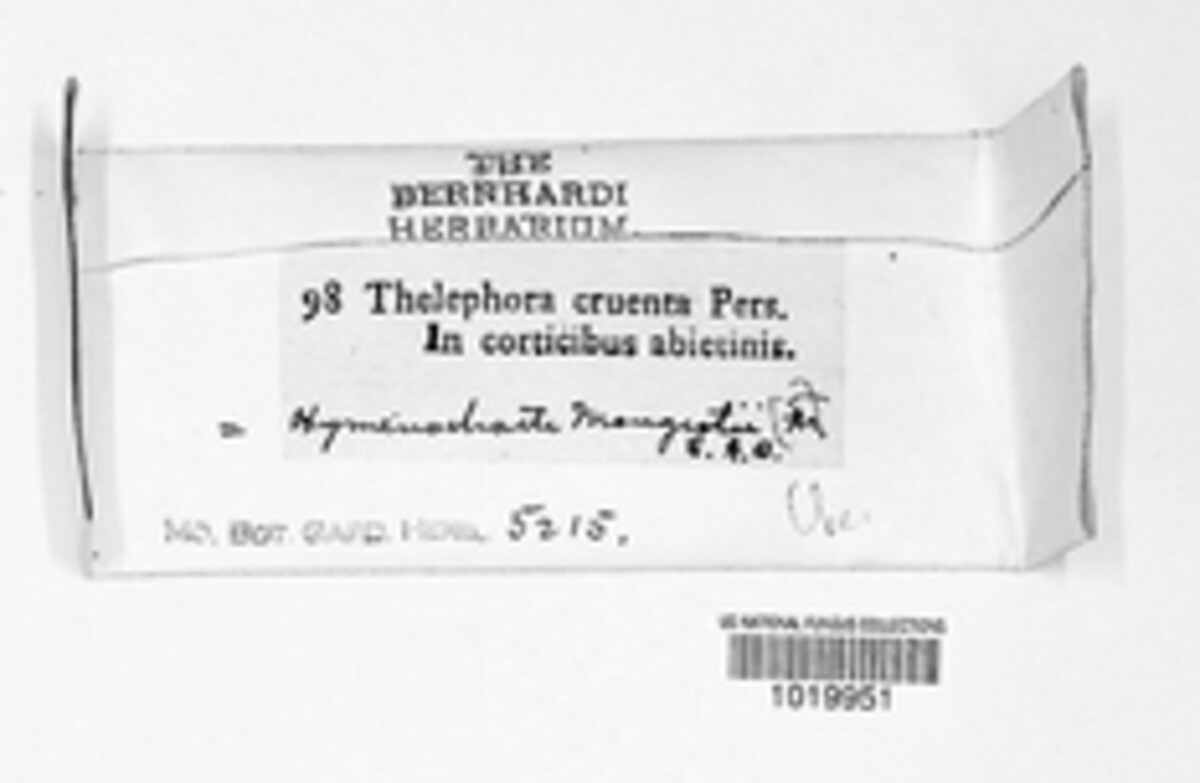 THE
BERNHARDI
HERBARIUM
98 Thelephora cruenta Pers.
In corticibus abietinis.
= Hymenochaete Mougeotii
E. A. B.
Mo. Bot. Gard. Herb. 5215.
US NATIONAL FUNGUS COLLECTIONS
1019951